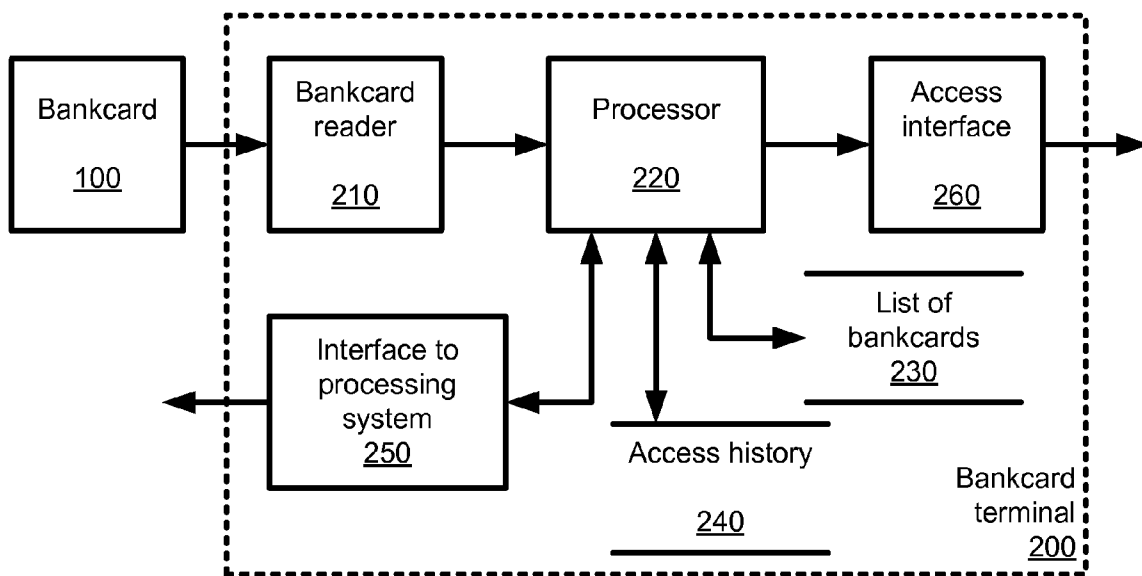 Bankcard
100
Bankcard
reader
210
Processor
220
Access
interface
260
Interface to
processing
system
250
List of
bankcards
230
Access history
240
Bankcard
terminal
200